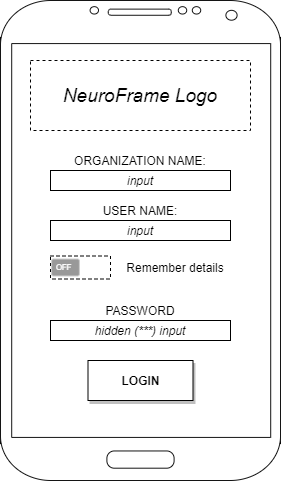 NeuroFrame Logo
ORGANIZATION NAME:
input
USER NAME:
input
OFF
Remember details
PASSWORD
hidden (***) input
LOGIN